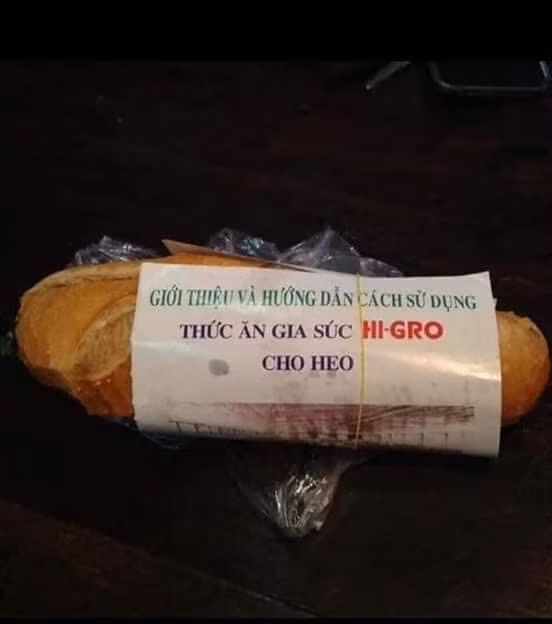 GIỚI THIỆU VÀ HƯỚNG DẪN CÁCH SỬ DỤNG
THỨC ĂN GIA SÚC HI-GRO
CHO HEO